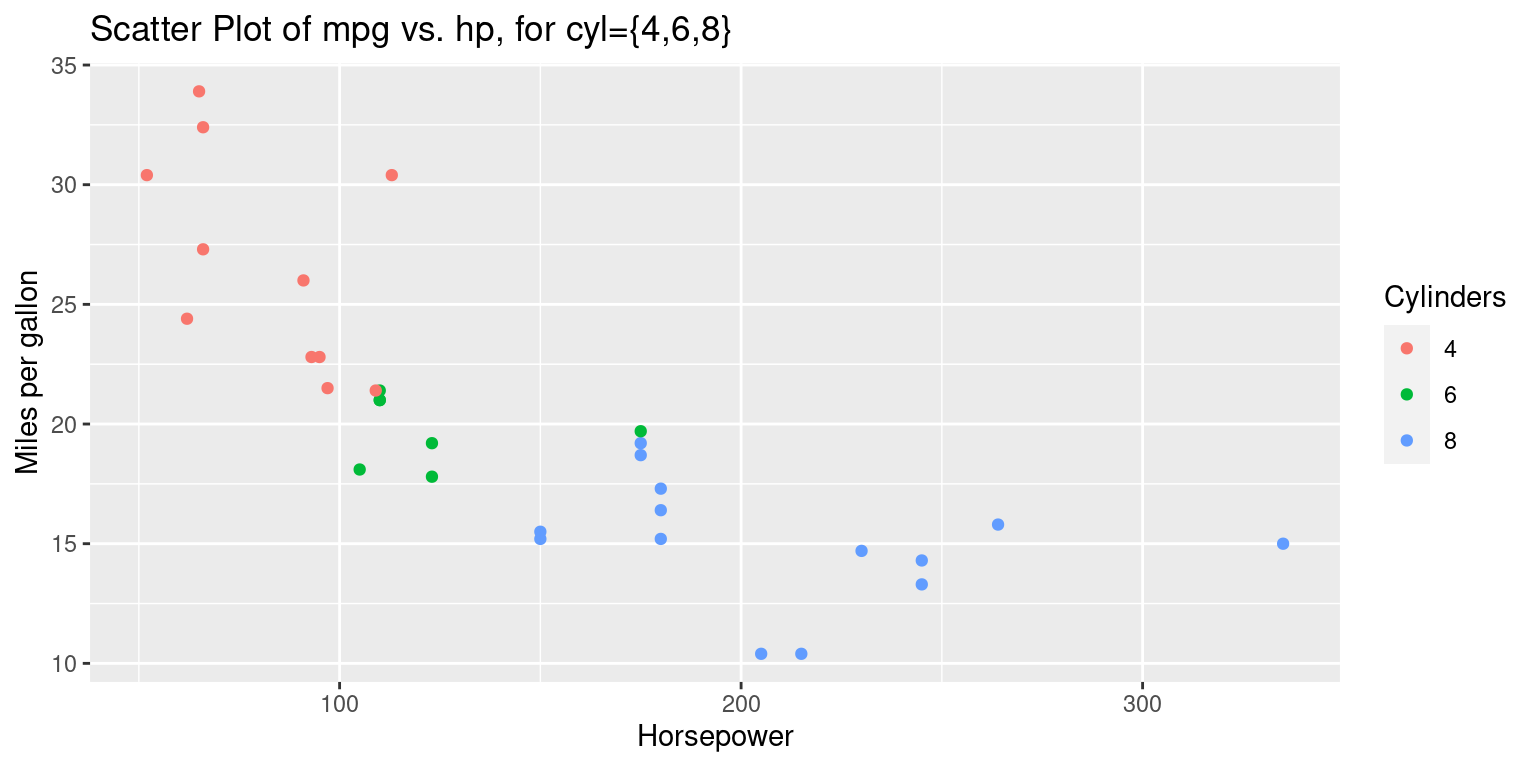 Scatter Plot of mpg vs. hp, for cyl={4,6,8}
35
30
25
20
15
10
Miles per gallon
100 200 300
Horsepower
Cylinders
4
6
8